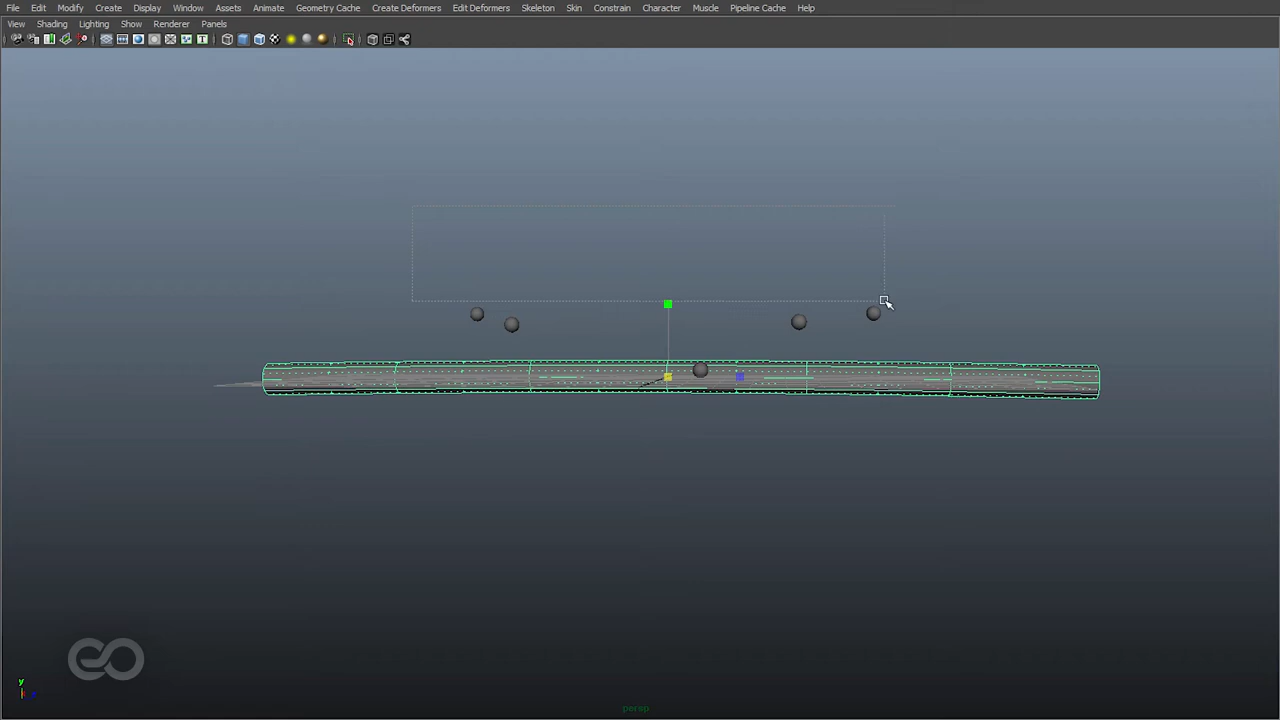 File Edit Modify Create Display Window Assets Animate Geometry Cache Create Deformers Edit Deformers Skeleton Skin Constrain Character Muscle Pipeline Cache Help
View Shading Lighting Show Renderer Panels
y
persp